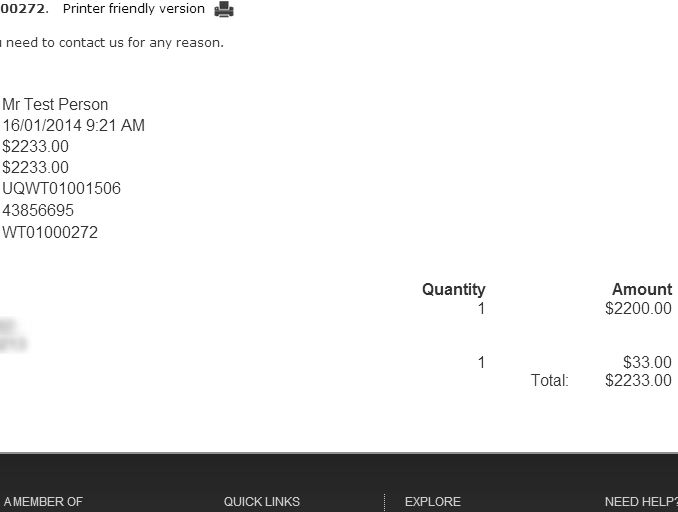 00272. Printer friendly version
need to contact us for any reason.
Mr Test Person
16/01/2014 9:21 AM
$2233.00
$2233.00
UQWT01001506
43856695
WT01000272
Quantity Amount
1 $2200.00
1 $33.00
Total: $2233.00
A MEMBER OF QUICK LINKS EXPLORE NEED HELP?